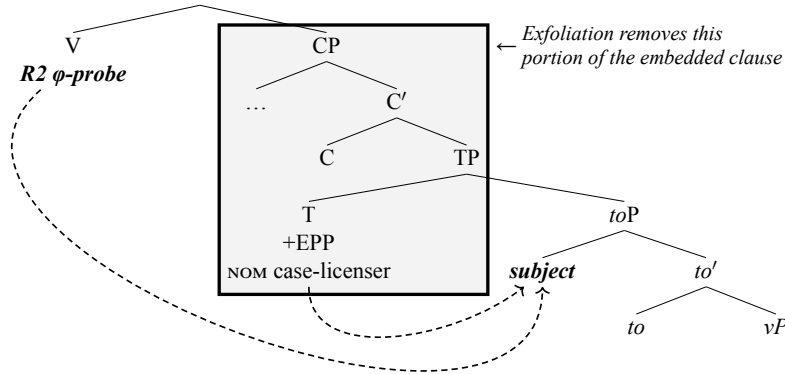 V
R2 φ-probe
CP
← Exfoliation removes this
portion of the embedded clause
…
C′
C
TP
T
+EPP
NOM case-licenser
toP
subject
to′
to
vP